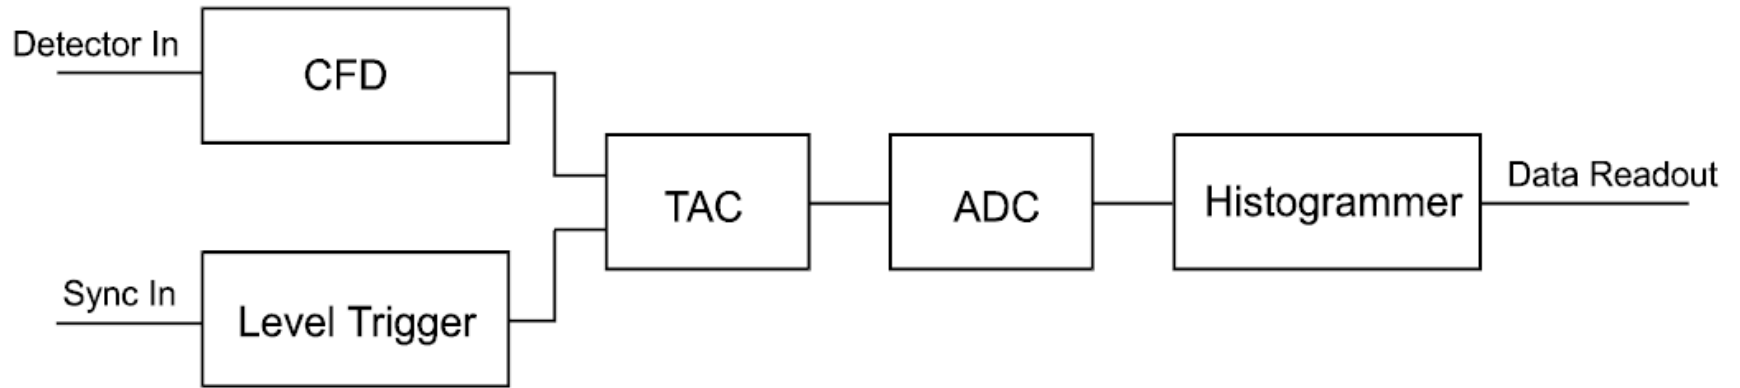 Detector In
CFD
TAC
ADC
Histogrammer
Data Readout
Sync In
Level Trigger